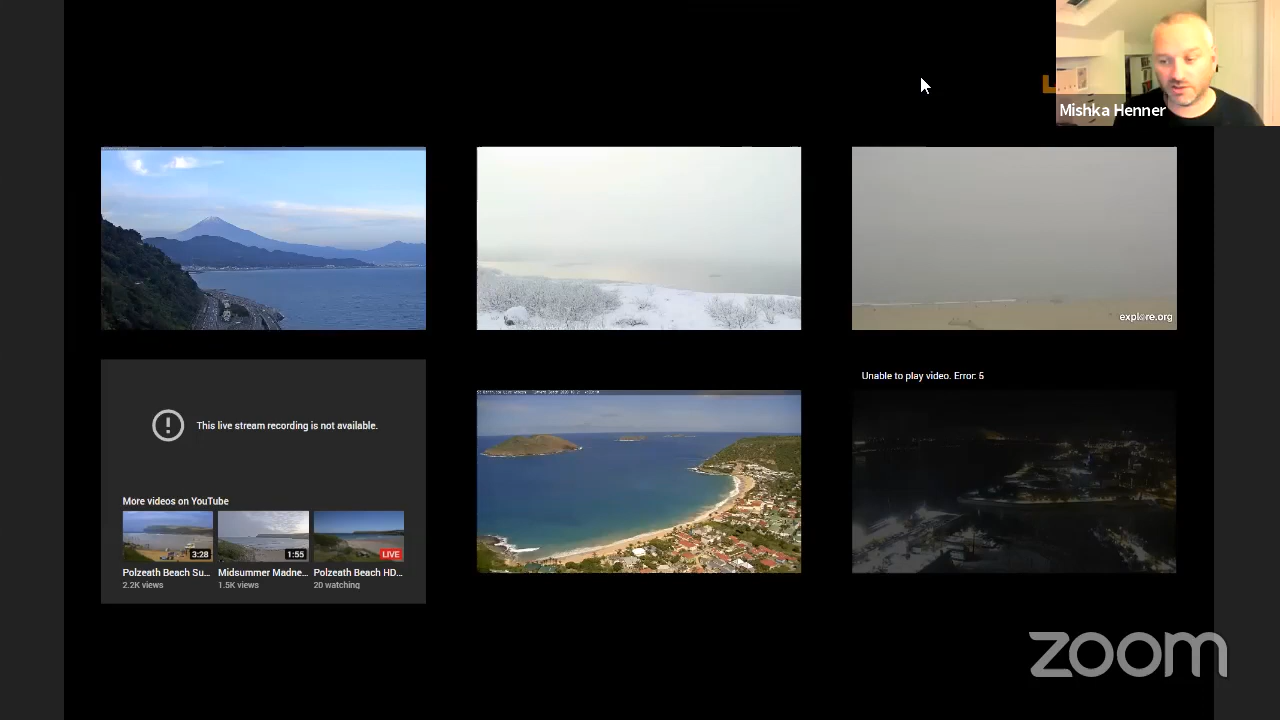 Mishka Henner
explore.org
Unable to play video. Error: 5
This live stream recording is not available.
More videos on YouTube
3:28
1:55
LIVE
Polzeath Beach Su...
Midsummer Madne...
Polzeath Beach HD...
2.2K views
1.5K views
20 watching
zoom